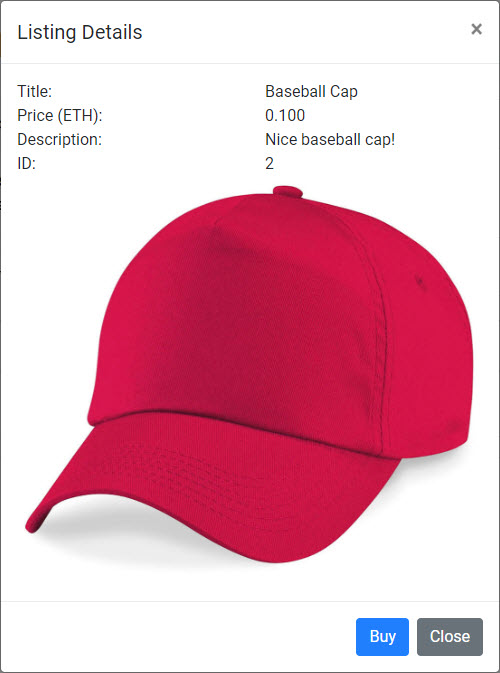 Listing Details ×
Title: Baseball Cap
Price (ETH): 0.100
Description: Nice baseball cap!
ID: 2
Buy Close